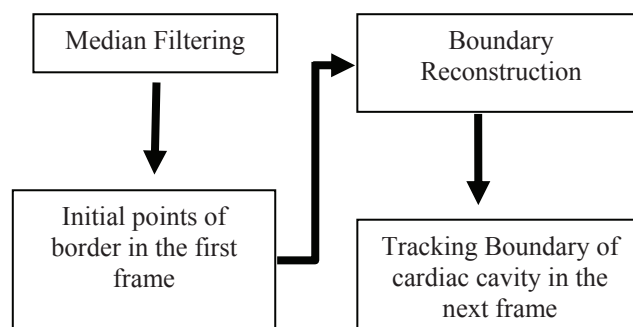 Median Filtering
Initial points of
border in the first
frame
Boundary
Reconstruction
Tracking Boundary of
cardiac cavity in the
next frame